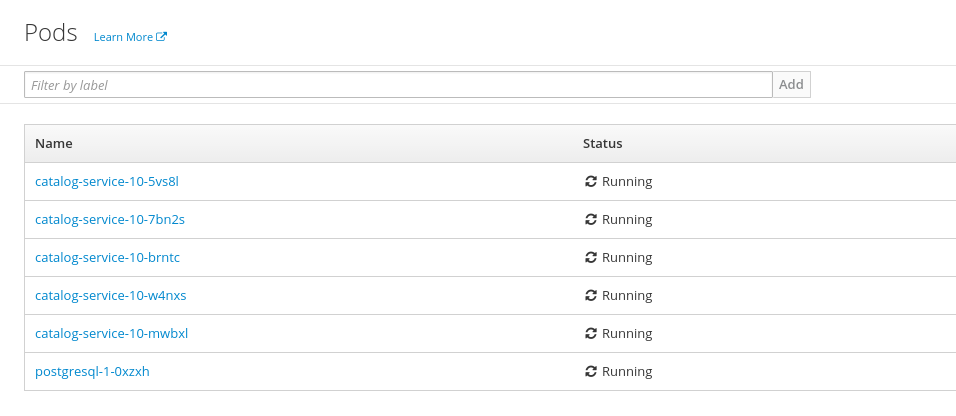 Pods Learn More
Filter by label Add
Name Status
catalog-service-10-5vs8l Running
catalog-service-10-7bn2s Running
catalog-service-10-brntc Running
catalog-service-10-w4nxs Running
catalog-service-10-mwbxl Running
postgresql-1-0xzxh Running